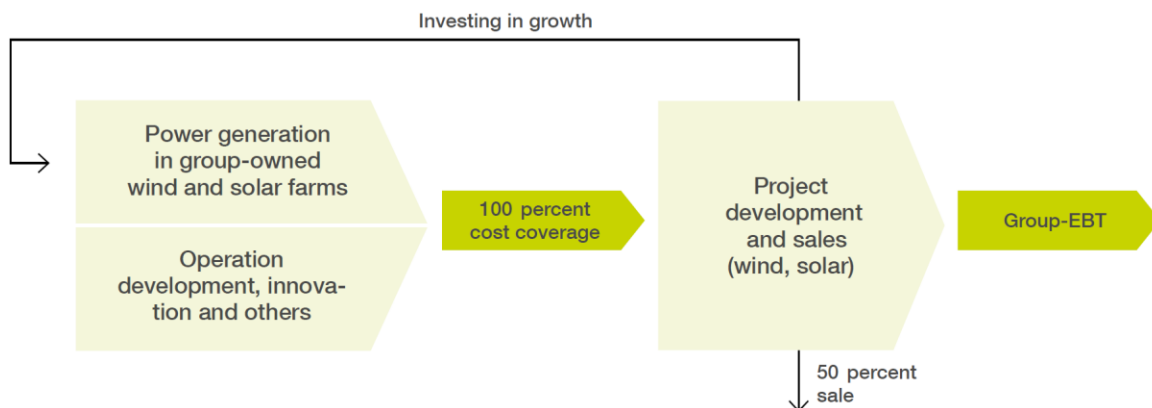 Investing in growth
Power generation
in group-owned
wind and solar farms
Operation
development, innova-
tion and others
100 percent
cost coverage
Project
development
and sales
(wind, solar)
Group-EBT
50 percent
sale